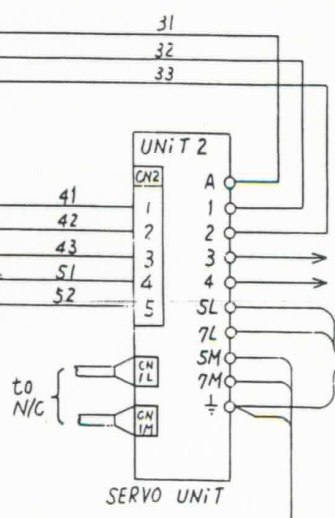 31
32
33
UNiT 2
CN2
A
41
1
1
42
2
2
43
3
3
51
4
4
52
5
5L
7L
CN
1L
5M
7M
to
N/C
CN
1M
⏚
SERVO UNiT